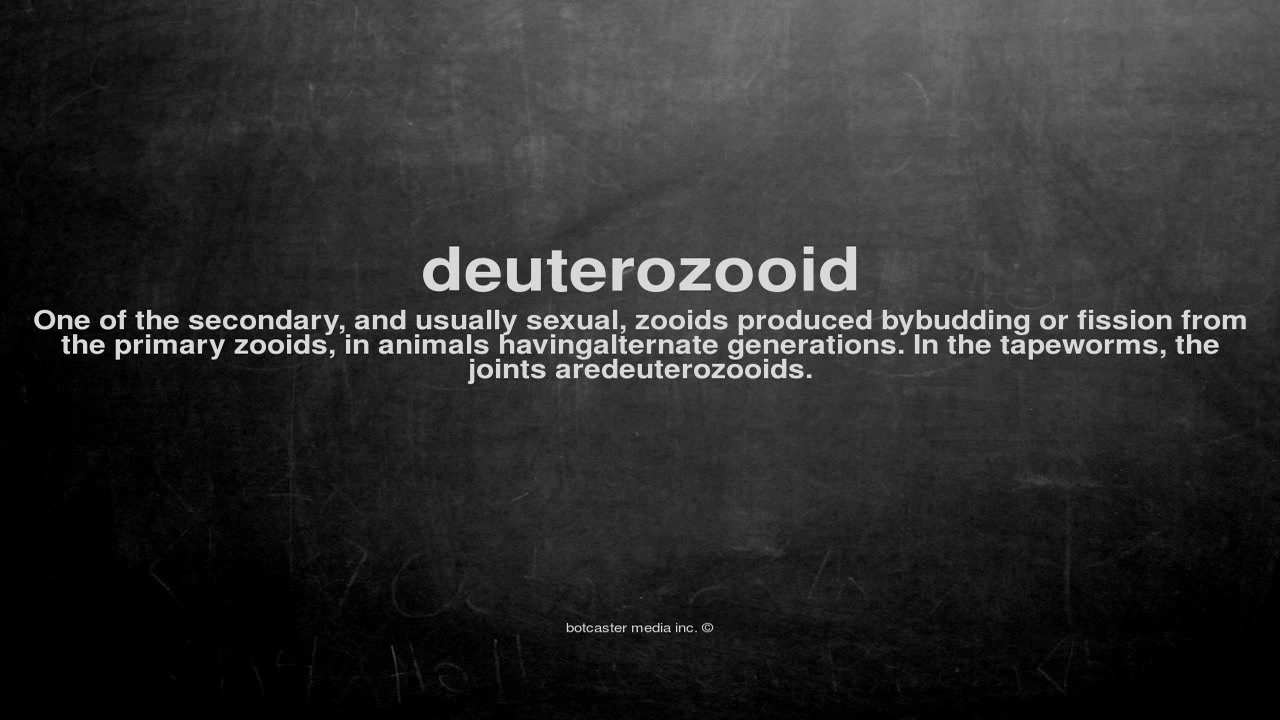 deuterozooid
One of the secondary, and usually sexual, zooids produced bybudding or fission from
the primary zooids, in animals havingalternate generations. In the tapeworms, the
joints aredeuterozooids.
botcaster media inc. ©